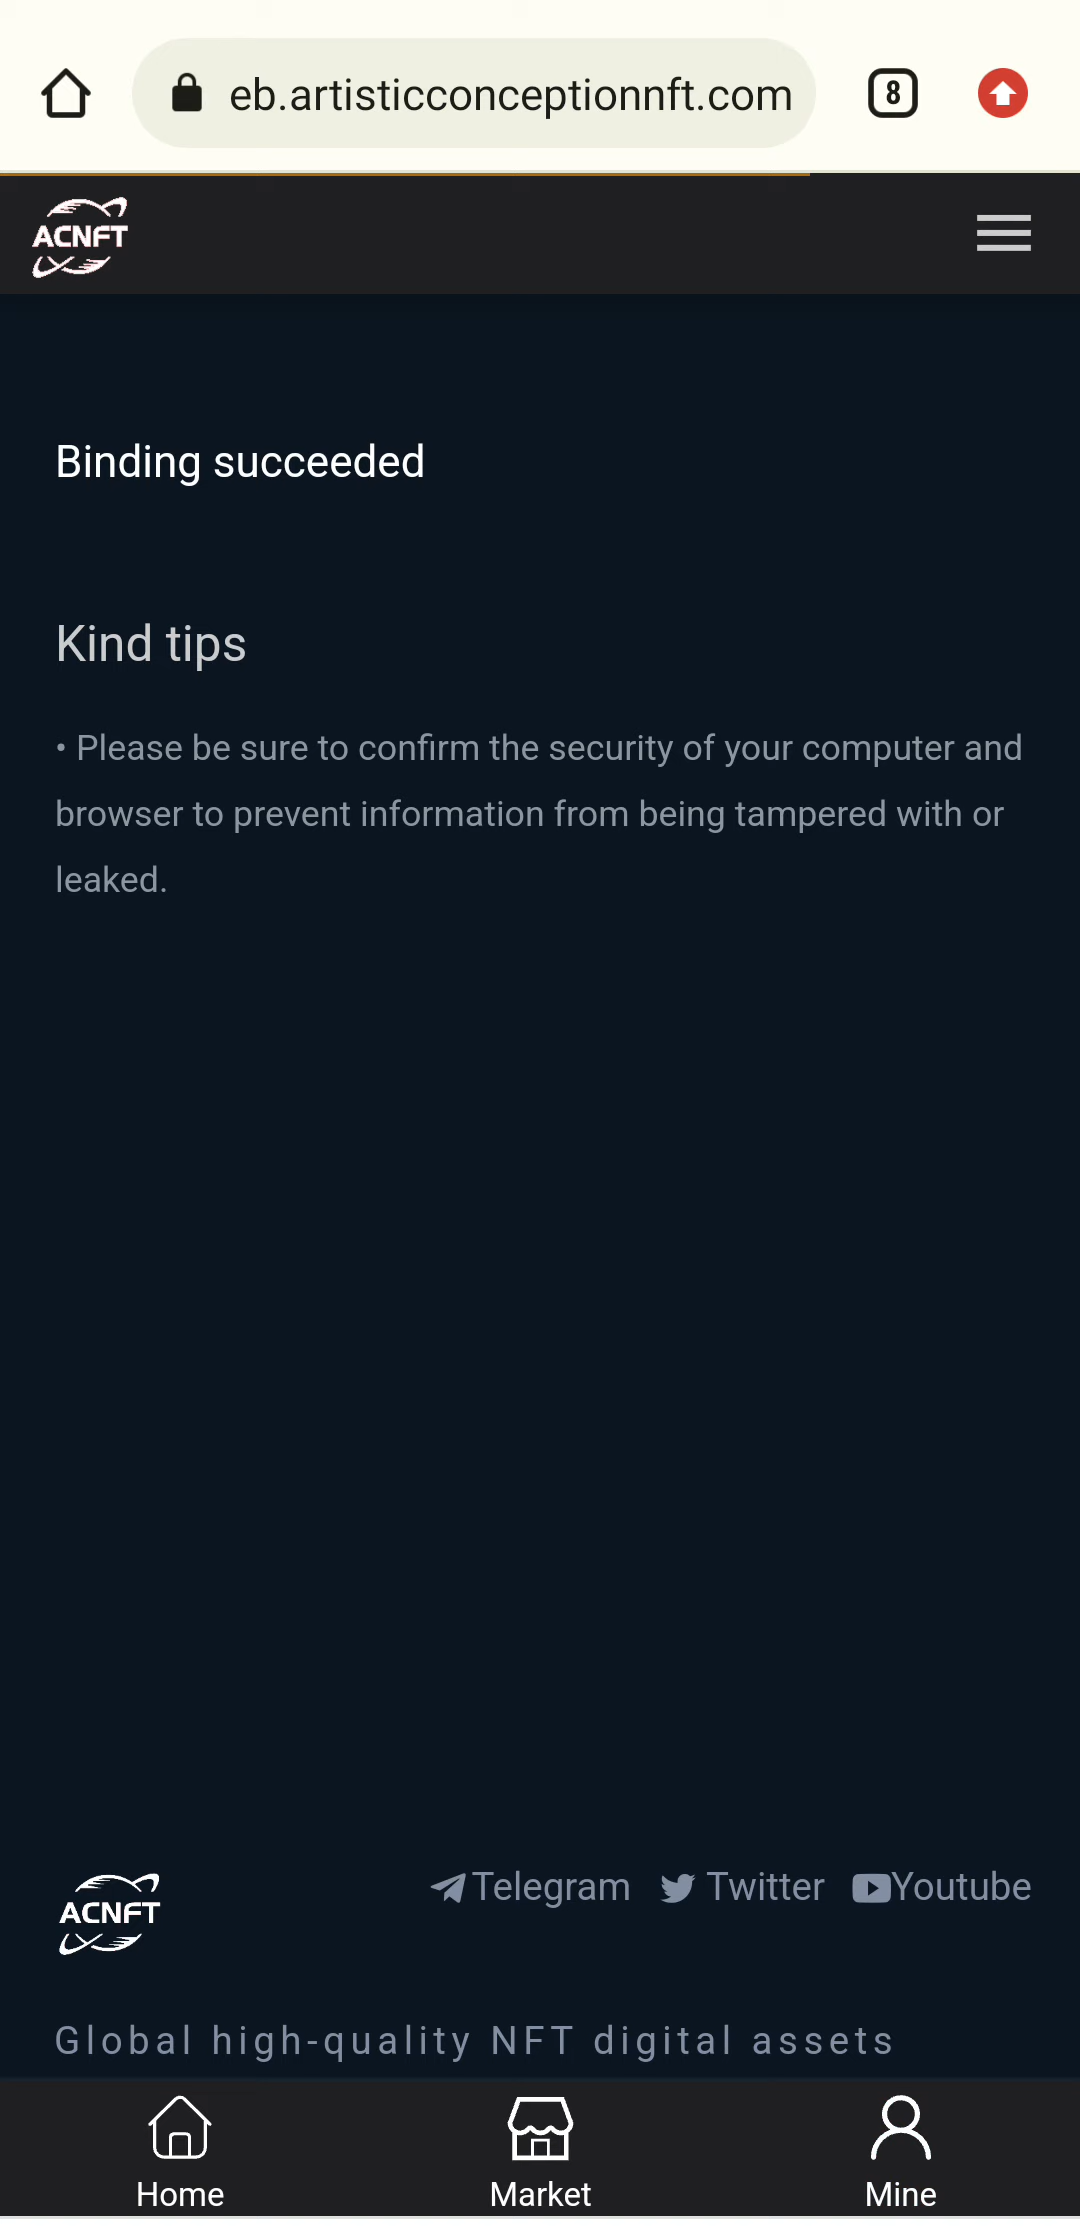 eb.artisticconceptionnft.com
8
ACNFT
Binding succeeded
Kind tips
• Please be sure to confirm the security of your computer and
browser to prevent information from being tampered with or
leaked.
ACNFT
Telegram Twitter Youtube
Global high-quality NFT digital assets
Home Market Mine